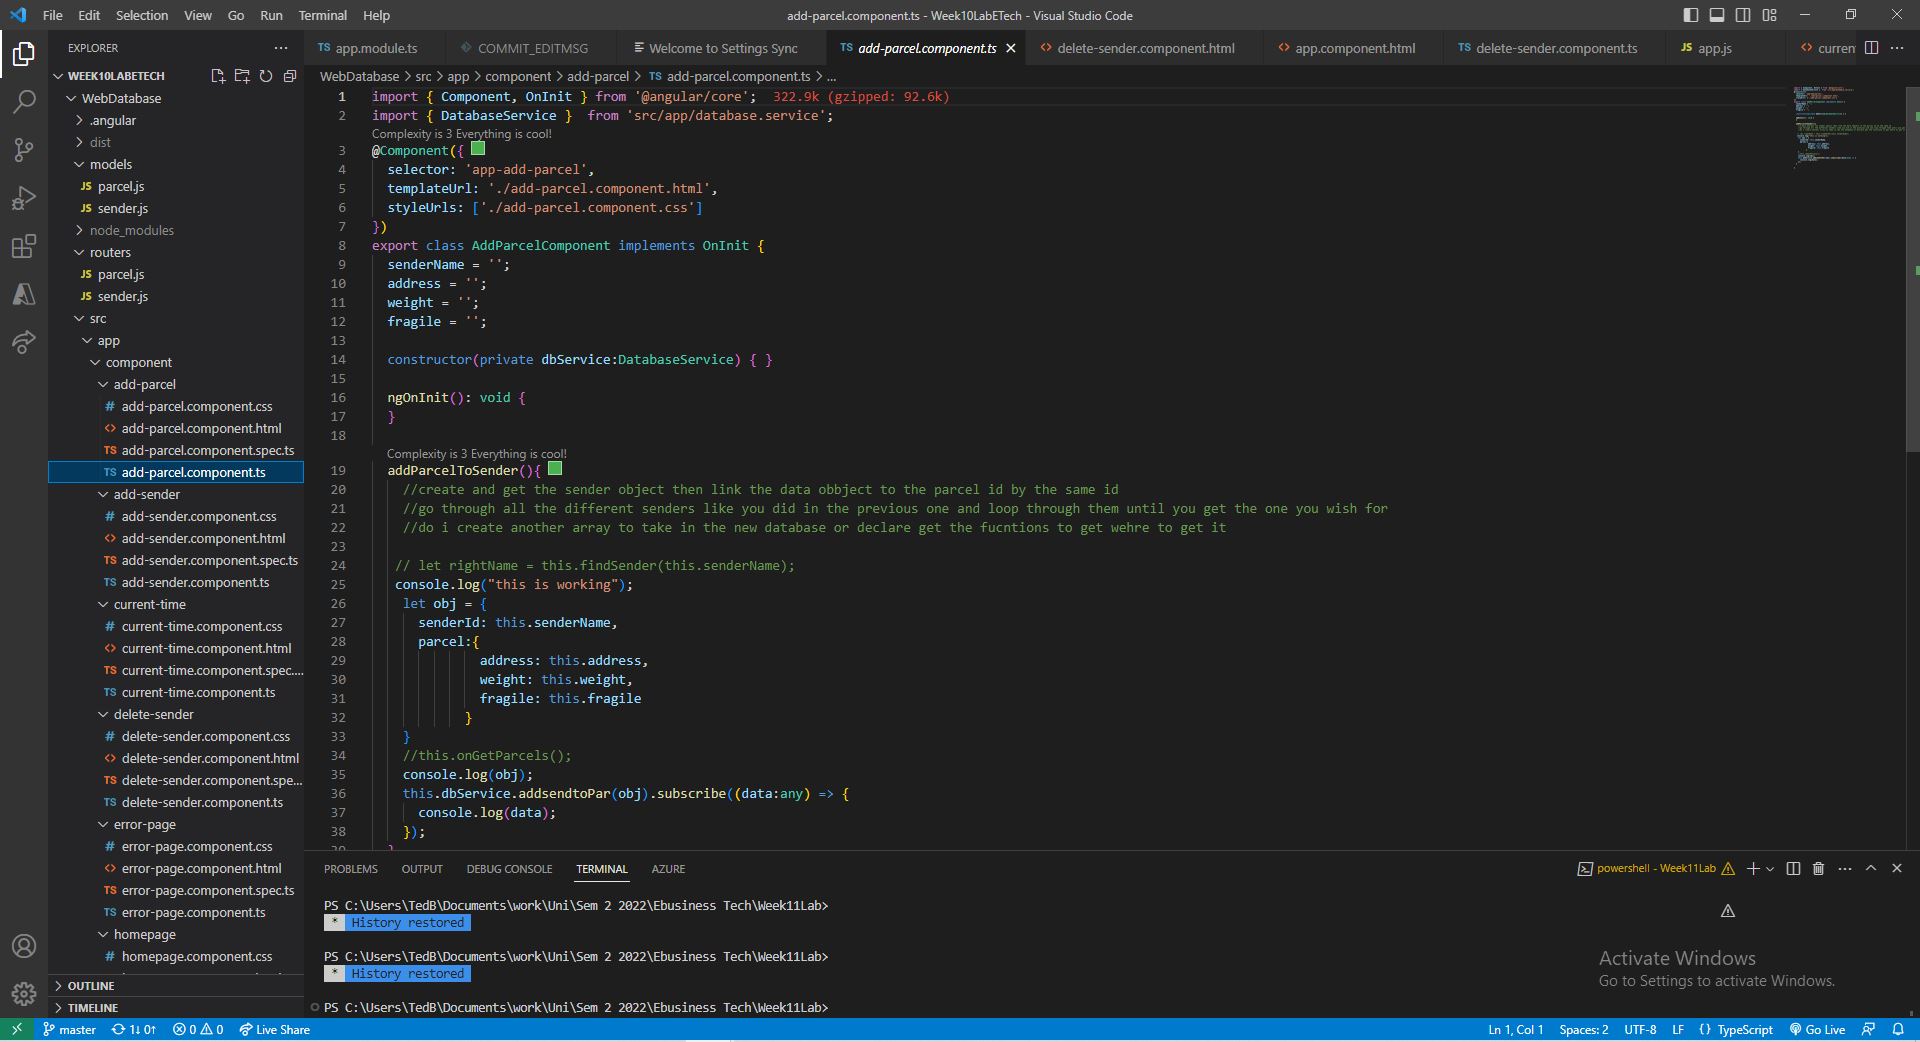 File Edit Selection View Go Run Terminal Help
add-parcel.component.ts - Week10LabETech - Visual Studio Code
EXPLORER
WEEK10LABETECH
WebDatabase
.angular
dist
models
JS parcel.js
JS sender.js
node_modules
routers
JS parcel.js
JS sender.js
src
app
component
add-parcel
# add-parcel.component.css
<> add-parcel.component.html
TS add-parcel.component.spec.ts
TS add-parcel.component.ts
add-sender
# add-sender.component.css
<> add-sender.component.html
TS add-sender.component.spec.ts
TS add-sender.component.ts
current-time
# current-time.component.css
<> current-time.component.html
TS current-time.component.spec....
TS current-time.component.ts
delete-sender
# delete-sender.component.css
<> delete-sender.component.html
TS delete-sender.component.spe...
TS delete-sender.component.ts
error-page
# error-page.component.css
<> error-page.component.html
TS error-page.component.spec.ts
TS error-page.component.ts
homepage
# homepage.component.css
OUTLINE
TIMELINE
TS app.module.ts COMMIT_EDITMSG Welcome to Settings Sync TS add-parcel.component.ts <> delete-sender.component.html <> app.component.html TS delete-sender.component.ts JS app.js <> curren
WebDatabase > src > app > component > add-parcel > TS add-parcel.component.ts > ...
1 import { Component, OnInit } from '@angular/core'; 322.9k (gzipped: 92.6k)
2 import { DatabaseService }  from 'src/app/database.service';
Complexity is 3 Everything is cool!
3 @Component({
4 selector: 'app-add-parcel',
5 templateUrl: './add-parcel.component.html',
6 styleUrls: ['./add-parcel.component.css']
7 })
8 export class AddParcelComponent implements OnInit {
9 senderName = '';
10 address = '';
11 weight = '';
12 fragile = '';
13
14 constructor(private dbService:DatabaseService) { }
15
16 ngOnInit(): void {
17 }
18
Complexity is 3 Everything is cool!
19 addParcelToSender(){
20 //create and get the sender object then link the data obbject to the parcel id by the same id
21 //go through all the different senders like you did in the previous one and loop through them until you get the one you wish for
22 //do i create another array to take in the new database or declare get the fucntions to get wehre to get it
23
24 // let rightName = this.findSender(this.senderName);
25 console.log("this is working");
26 let obj = {
27 senderId: this.senderName,
28 parcel:{
29 address: this.address,
30 weight: this.weight,
31 fragile: this.fragile
32 }
33 }
34 //this.onGetParcels();
35 console.log(obj);
36 this.dbService.addsendtoPar(obj).subscribe((data:any) => {
37 console.log(data);
38 });
PROBLEMS OUTPUT DEBUG CONSOLE TERMINAL AZURE
powershell - Week11Lab
PS C:\Users\TedB\Documents\work\Uni\Sem 2 2022\Ebusiness Tech\Week11Lab>
* History restored
PS C:\Users\TedB\Documents\work\Uni\Sem 2 2022\Ebusiness Tech\Week11Lab>
* History restored
PS C:\Users\TedB\Documents\work\Uni\Sem 2 2022\Ebusiness Tech\Week11Lab>
Activate Windows
Go to Settings to activate Windows.
master 1↓ 0↑ 0 0 Live Share
Ln 1, Col 1 Spaces: 2 UTF-8 LF {} TypeScript Go Live